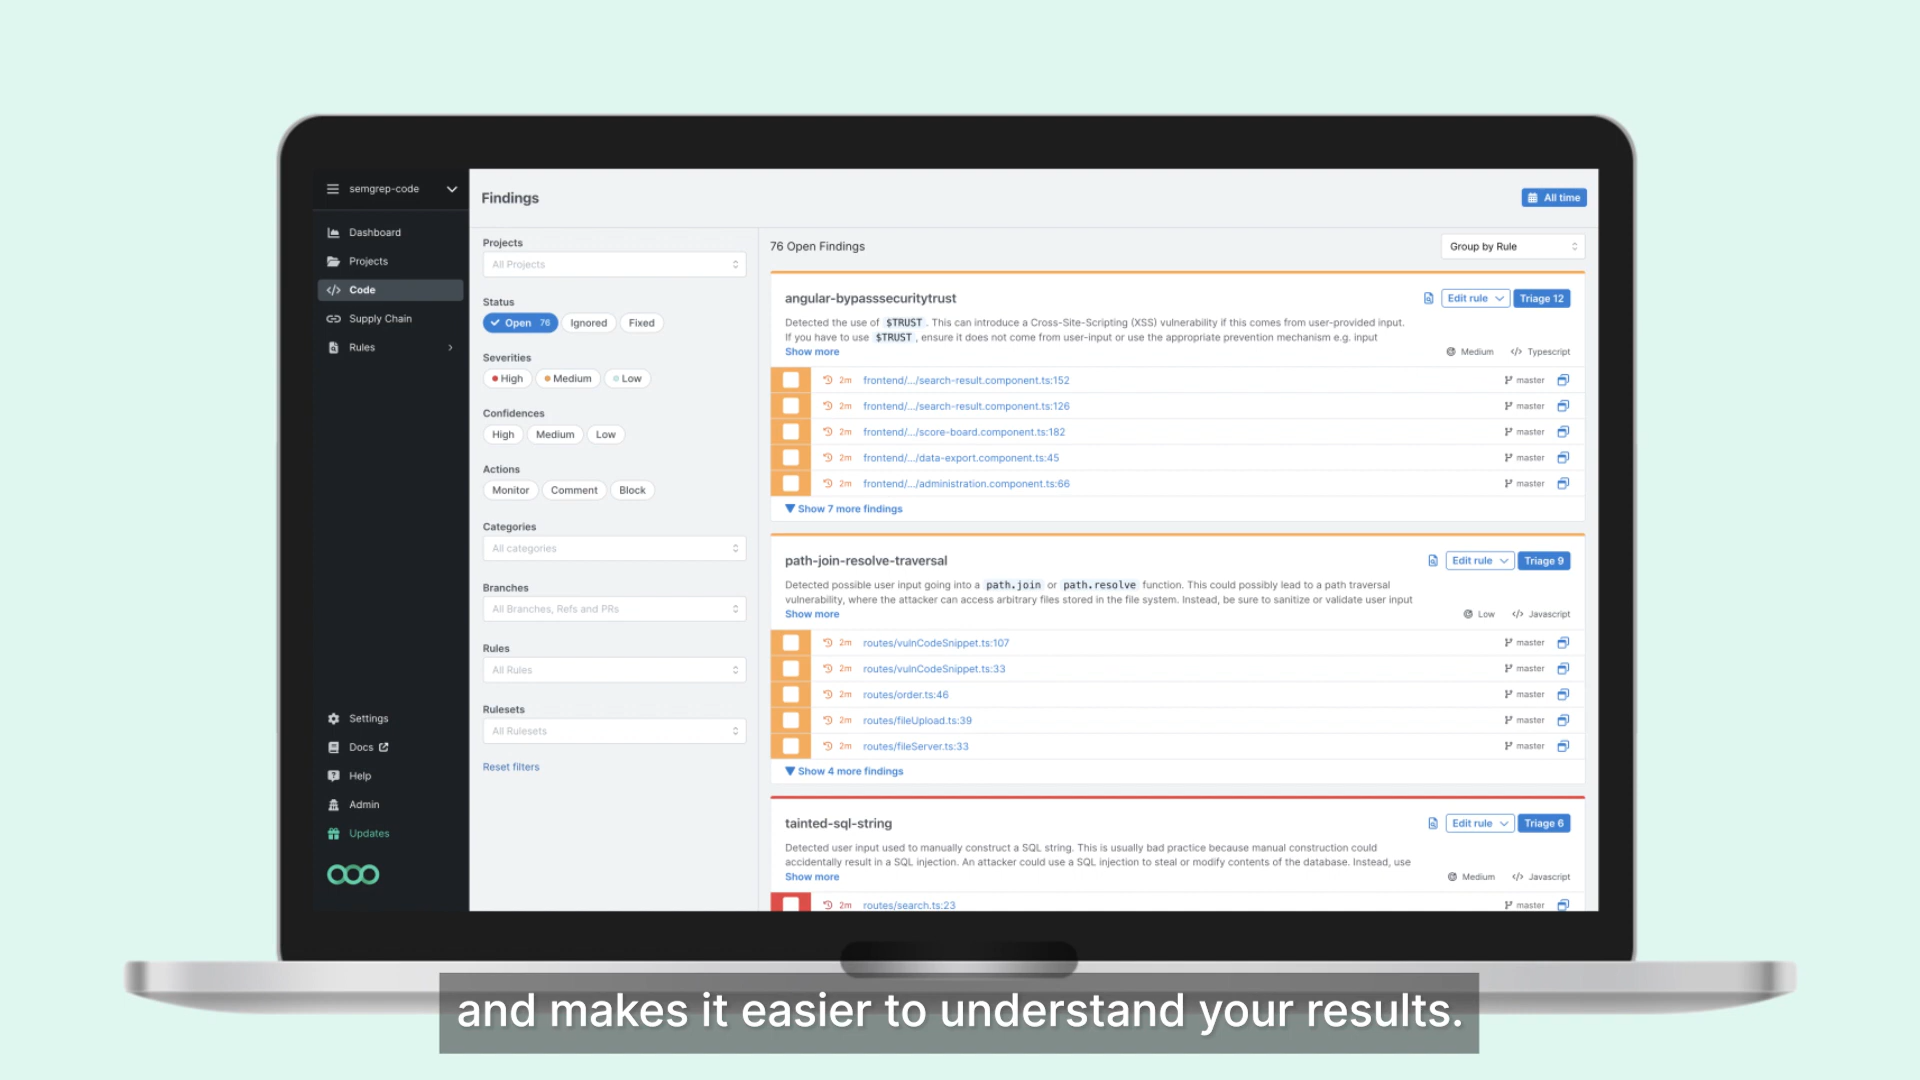 semgrep-code
Dashboard
Projects
Code
Supply Chain
Rules
Settings
Docs
Help
Admin
Updates
Findings
All time
Projects
All Projects
Status
Open 76 Ignored Fixed
Severities
High Medium Low
Confidences
High Medium Low
Actions
Monitor Comment Block
Categories
All categories
Branches
All Branches, Refs and PRs
Rules
All Rules
Rulesets
All Rulesets
Reset filters
76 Open Findings
Group by Rule
angular-bypasssecuritytrust
Edit rule Triage 12
Detected the use of $TRUST. This can introduce a Cross-Site-Scripting (XSS) vulnerability if this comes from user-provided input.
If you have to use $TRUST, ensure it does not come from user-input or use the appropriate prevention mechanism e.g. input
Show more
Medium Typescript
2m frontend/.../search-result.component.ts:152 master
2m frontend/.../search-result.component.ts:126 master
2m frontend/.../score-board.component.ts:182 master
2m frontend/.../data-export.component.ts:45 master
2m frontend/.../administration.component.ts:66 master
Show 7 more findings
path-join-resolve-traversal
Edit rule Triage 9
Detected possible user input going into a path.join or path.resolve function. This could possibly lead to a path traversal
vulnerability, where the attacker can access arbitrary files stored in the file system. Instead, be sure to sanitize or validate user input
Show more
Low Javascript
2m routes/vulnCodeSnippet.ts:107 master
2m routes/vulnCodeSnippet.ts:33 master
2m routes/order.ts:46 master
2m routes/fileUpload.ts:39 master
2m routes/fileServer.ts:33 master
Show 4 more findings
tainted-sql-string
Edit rule Triage 6
Detected user input used to manually construct a SQL string. This is usually bad practice because manual construction could
accidentally result in a SQL injection. An attacker could use a SQL injection to steal or modify contents of the database. Instead, use
Show more
Medium Javascript
2m routes/search.ts:23 master
and makes it easier to understand your results.